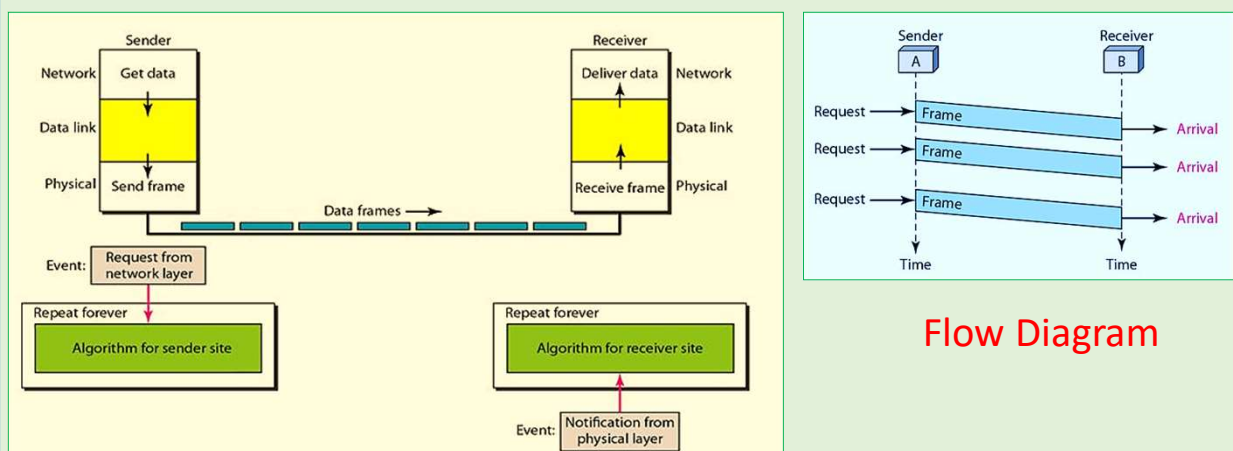 Sender
Receiver
Network
Get data
Deliver data
Network
Data link
Data link
Physical
Send frame
Receive frame
Physical
Data frames
Event:
Request from
network layer
Repeat forever
Algorithm for sender site
Repeat forever
Algorithm for receiver site
Event:
Notification from
physical layer
Sender
Receiver
A
B
Request
Frame
Arrival
Request
Frame
Arrival
Request
Frame
Arrival
Time
Time
Flow Diagram